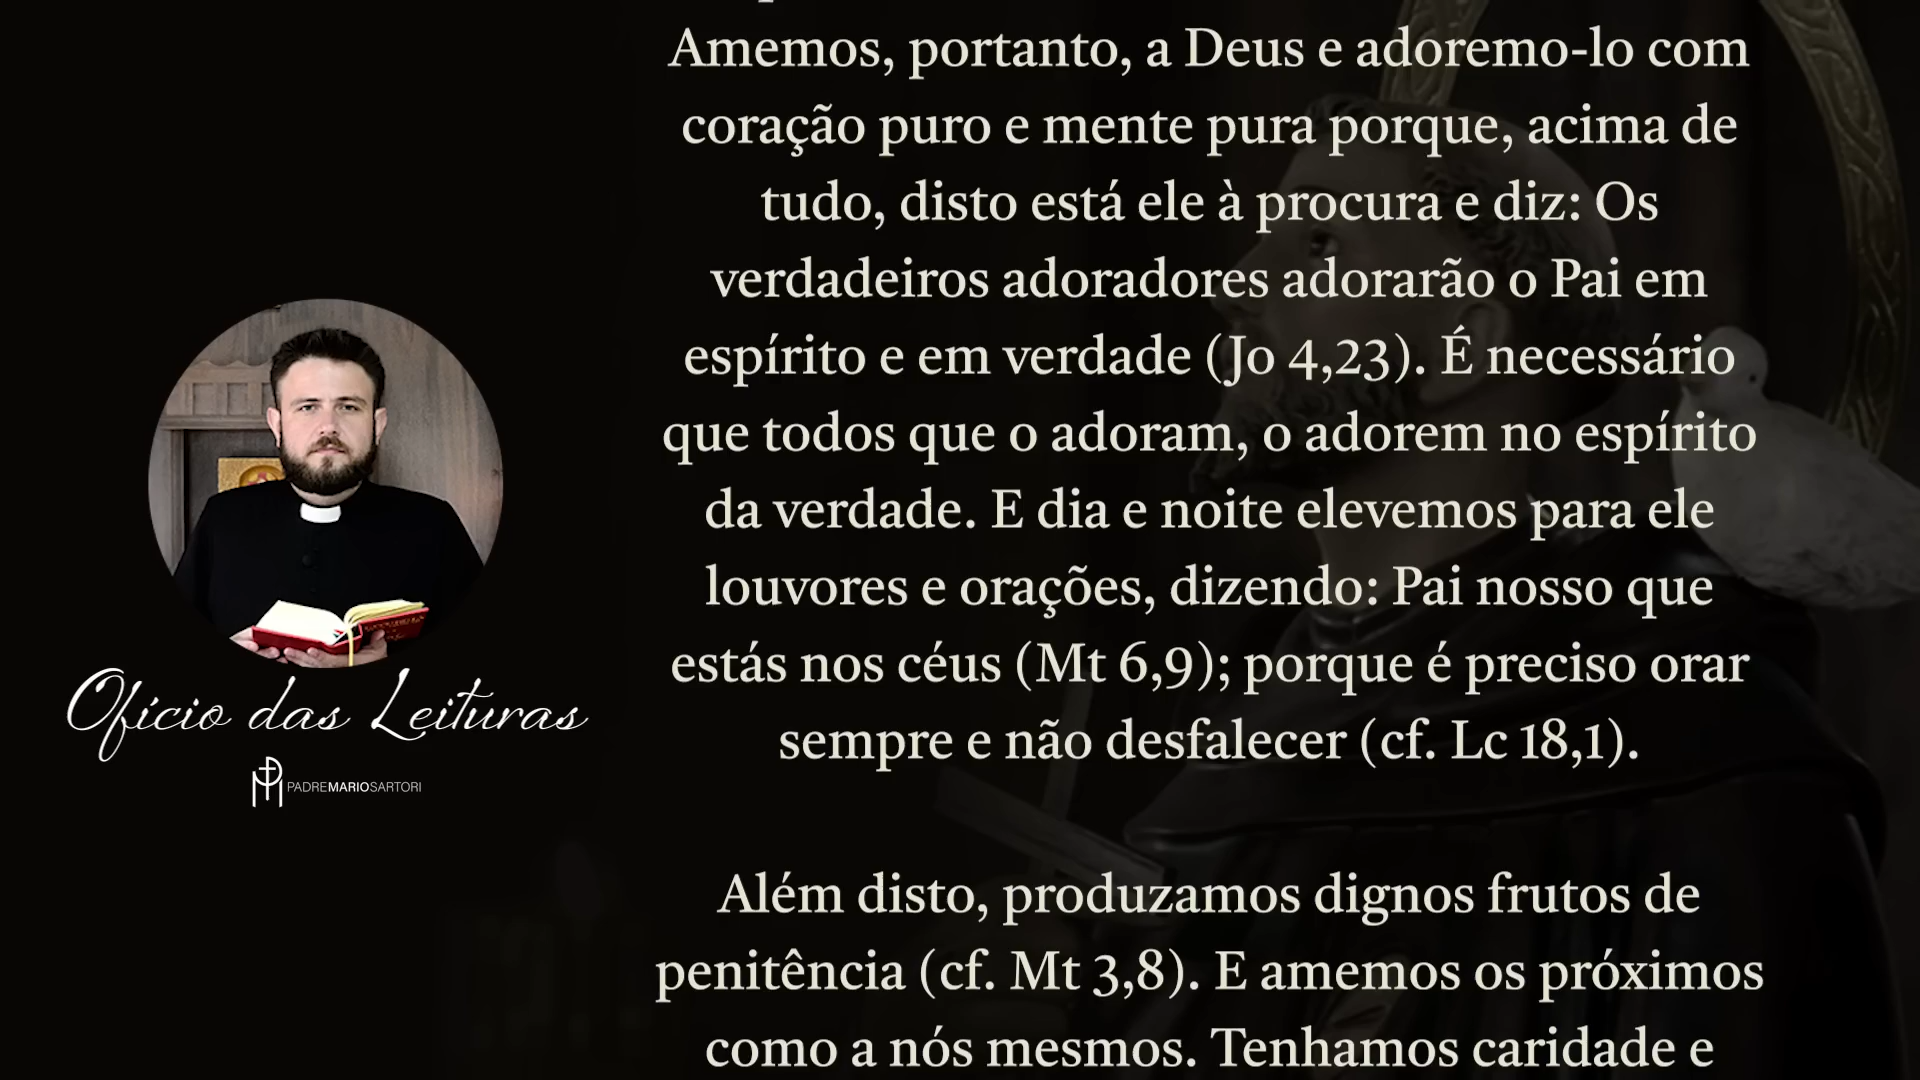 Amemos, portanto, a Deus e adoremo-lo com
coração puro e mente pura porque, acima de
tudo, disto está ele à procura e diz: Os
verdadeiros adoradores adorarão o Pai em
espírito e em verdade (Jo 4,23). É necessário
que todos que o adoram, o adorem no espírito
da verdade. E dia e noite elevemos para ele
louvores e orações, dizendo: Pai nosso que
estás nos céus (Mt 6,9); porque é preciso orar
sempre e não desfalecer (cf. Lc 18,1).
Além disto, produzamos dignos frutos de
penitência (cf. Mt 3,8). E amemos os próximos
como a nós mesmos. Tenhamos caridade e
Ofício das Leituras
PADREMARIOSARTORI